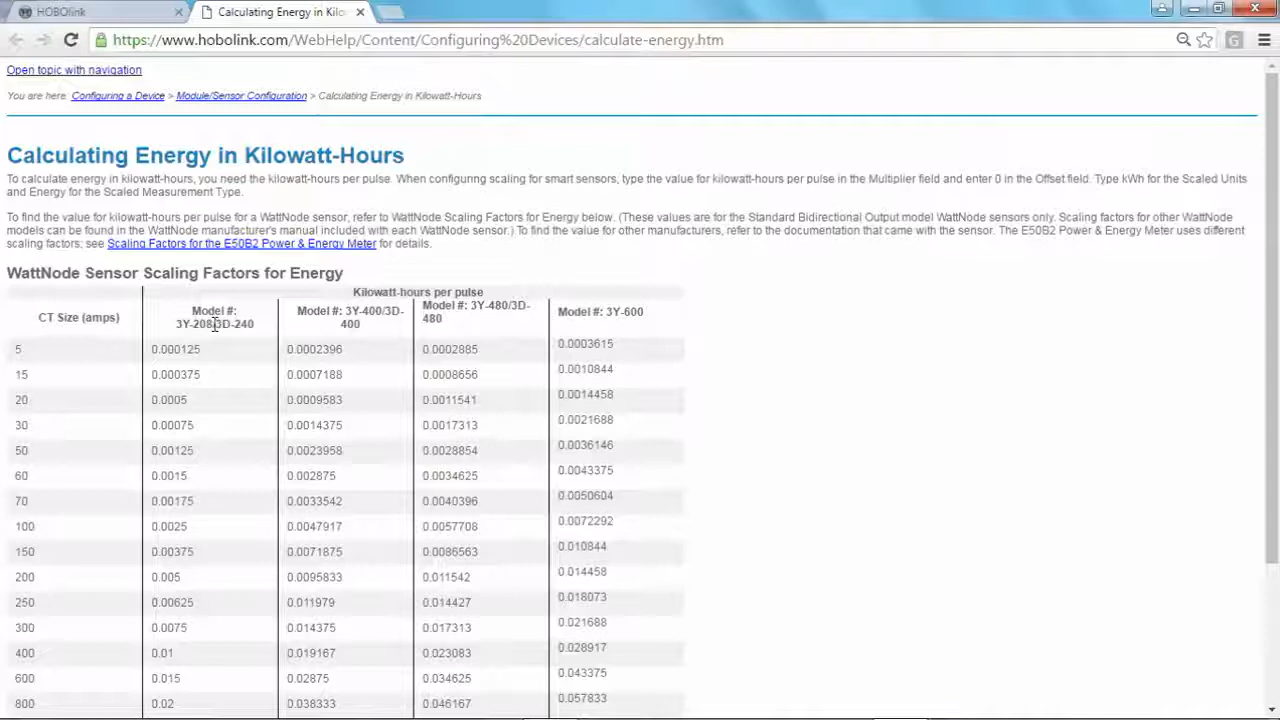 HOBOlink
Calculating Energy in Kilo
https://www.hobolink.com/WebHelp/Content/Configuring%20Devices/calculate-energy.htm
Open topic with navigation
You are here: Configuring a Device > Module/Sensor Configuration > Calculating Energy in Kilowatt-Hours
Calculating Energy in Kilowatt-Hours
To calculate energy in kilowatt-hours, you need the kilowatt-hours per pulse. When configuring scaling for smart sensors, type the value for kilowatt-hours per pulse in the Multiplier field and enter 0 in the Offset field. Type kWh for the Scaled Units
and Energy for the Scaled Measurement Type.
To find the value for kilowatt-hours per pulse for a WattNode sensor, refer to WattNode Scaling Factors for Energy below. (These values are for the Standard Bidirectional Output model WattNode sensors only. Scaling factors for other WattNode
models can be found in the WattNode manufacturer's manual included with each WattNode sensor.) To find the value for other manufacturers, refer to the documentation that came with the sensor. The E50B2 Power & Energy Meter uses different
scaling factors; see Scaling Factors for the E50B2 Power & Energy Meter for details.
WattNode Sensor Scaling Factors for Energy
Kilowatt-hours per pulse
CT Size (amps) Model #: 3Y-208/3D-240 Model #: 3Y-400/3D-400 Model #: 3Y-480/3D-480 Model #: 3Y-600
5 0.000125 0.0002396 0.0002885 0.0003615
15 0.000375 0.0007188 0.0008656 0.0010844
20 0.0005 0.0009583 0.0011541 0.0014458
30 0.00075 0.0014375 0.0017313 0.0021688
50 0.00125 0.0023958 0.0028854 0.0036146
60 0.0015 0.002875 0.0034625 0.0043375
70 0.00175 0.0033542 0.0040396 0.0050604
100 0.0025 0.0047917 0.0057708 0.0072292
150 0.00375 0.0071875 0.0086563 0.010844
200 0.005 0.0095833 0.011542 0.014458
250 0.00625 0.011979 0.014427 0.018073
300 0.0075 0.014375 0.017313 0.021688
400 0.01 0.019167 0.023083 0.028917
600 0.015 0.02875 0.034625 0.043375
800 0.02 0.038333 0.046167 0.057833